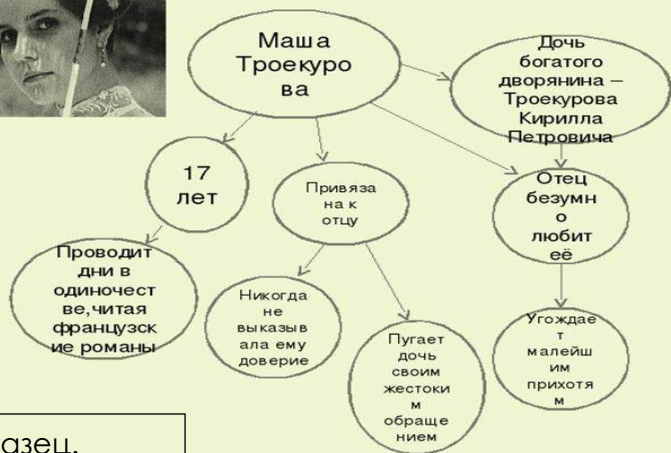 Маша
Троекуро
ва
Дочь
богатого
дворянина –
Троекурова
Кирилла
Петровича
17
лет
Привяза
на к
отцу
Отец
безумн
о
любит
её
Проводит
дни в
одиночест
ве,читая
французск
ие романы
Никогда
не
выказыв
ала ему
доверие
Пугает
дочь
своим
жестоки
м
обраще
нием
Угождае
т
малейш
им
прихотя
м
азец.